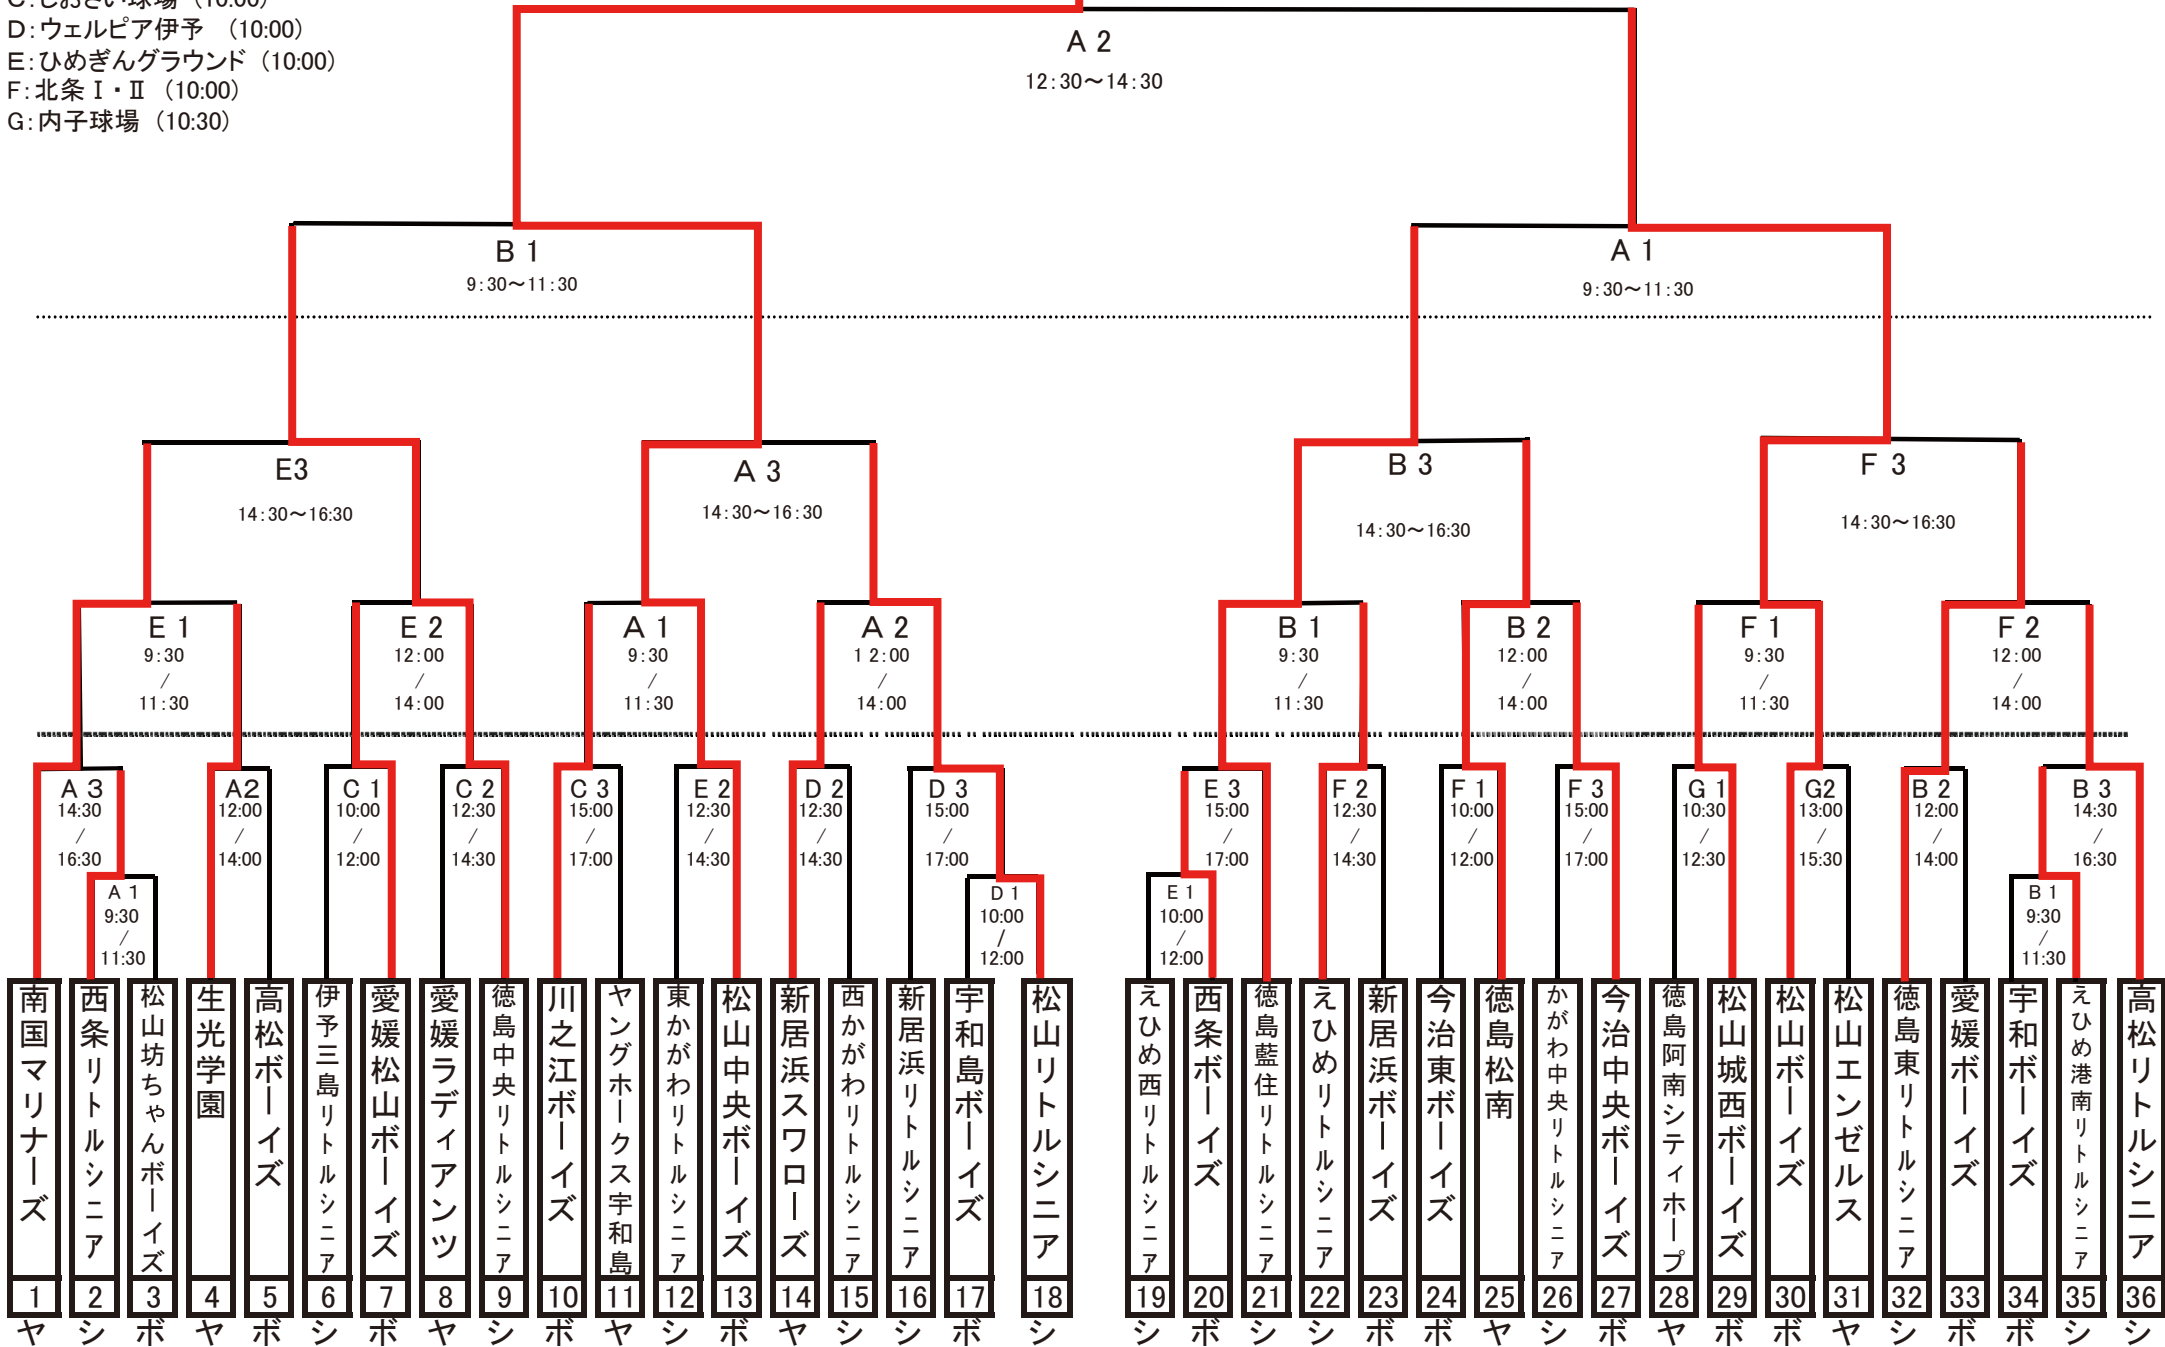 D：ウェルピア伊予 （10:00）
E：ひめぎんグラウンド（10:00）
F：北条Ⅰ・Ⅱ（10:00）
G：内子球場（10:30）
A 2
12：30～14：30
B 1
9：30～11：30
A 1
9：30～11：30
E3
14：30～16:30
A 3
14：30～16：30
B 3
14：30～16:30
F 3
14：30～16:30
E 1
9：30
/
11：30
E 2
12：00
/
14：00
A 1
9：30
/
11：30
A 2
1 2：00
/
14：00
B 1
9：30
/
11：30
B 2
12：00
/
14：00
F 1
9：30
/
11：30
F 2
12：00
/
14：00
A 3
14:30
/
16:30
A2
12:00
/
14:00
C 1
10:00
/
12:00
C 2
12:30
/
14:30
C 3
15:00
/
17:00
E 2
12:30
/
14:30
D 2
12:30
/
14:30
D 3
15:00
/
17:00
E 3
15:00
/
17:00
F 2
12:30
/
14:30
F 1
10:00
/
12:00
F 3
15:00
/
17:00
G 1
10:30
/
12:30
G2
13:00
/
15:30
B 2
12:00
/
14:00
B 3
14:30
/
16:30
A 1
9:30
/
11:30
D 1
10:00
/
12:00
E 1
10:00
/
12:00
B 1
9:30
/
11:30
南国マリナーズ
1
ヤ
西条リトルシニア
2
シ
松山坊ちゃんボーイズ
3
ボ
生光学園
4
ヤ
高松ボーイズ
5
ボ
伊予三島リトルシニア
6
シ
愛媛松山ボーイズ
7
ボ
愛媛ラディアンツ
8
ヤ
徳島中央リトルシニア
9
シ
川之江ボーイズ
10
ボ
ヤングホークス宇和島
11
ヤ
東かがわリトルシニア
12
シ
松山中央ボーイズ
13
ボ
新居浜スワローズ
14
ヤ
西かがわリトルシニア
15
シ
新居浜リトルシニア
16
シ
宇和島ボーイズ
17
ボ
松山リトルシニア
18
シ
えひめ西リトルシニア
19
シ
西条ボーイズ
20
ボ
徳島藍住リトルシニア
21
シ
えひめリトルシニア
22
シ
新居浜ボーイズ
23
ボ
今治東ボーイズ
24
ボ
徳島松南
25
ヤ
かがわ中央リトルシニア
26
シ
今治中央ボーイズ
27
ボ
徳島阿南シティホープ
28
ヤ
松山城西ボーイズ
29
ボ
松山ボーイズ
30
ボ
松山エンゼルス
31
ヤ
徳島東リトルシニア
32
シ
愛媛ボーイズ
33
ボ
宇和ボーイズ
34
ボ
えひめ港南リトルシニア
35
シ
高松リトルシニア
36
シ